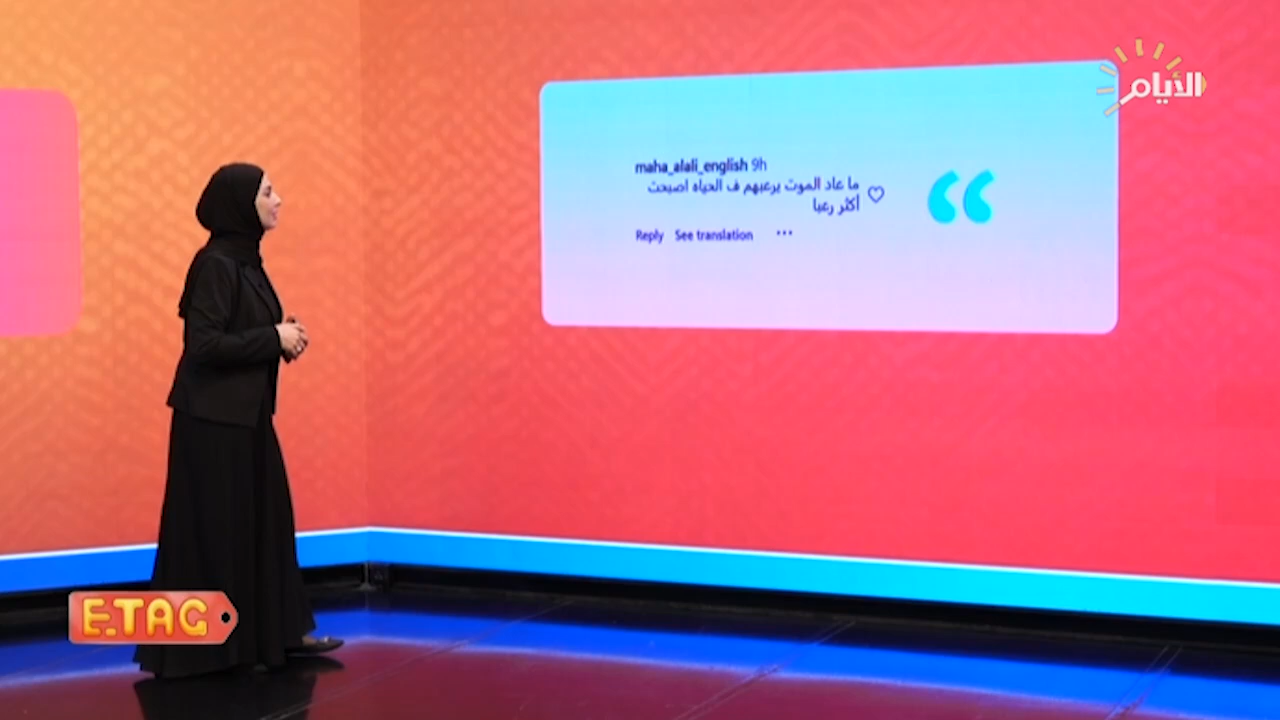 الأيام
maha_alali_english 9h
ما عاد الموت يرعبهم ف الحياه اصبحت
أكثر رعبا
Reply See translation ...
E.TAG